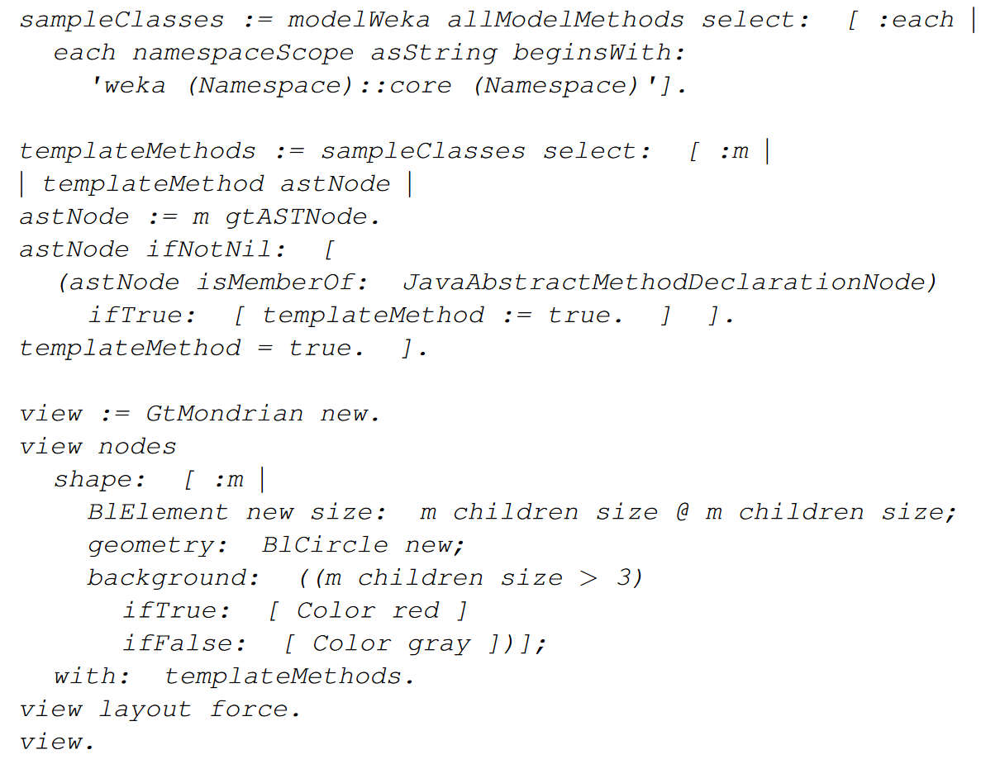 sampleClasses := modelWeka allModelMethods select: [ :each |
each namespaceScope asString beginsWith:
'weka (Namespace)::core (Namespace)'].
templateMethods := sampleClasses select: [ :m |
| templateMethod astNode |
astNode := m gtASTNode.
astNode ifNotNil: [
(astNode isMemberOf: JavaAbstractMethodDeclarationNode)
ifTrue: [ templateMethod := true. ] ].
templateMethod = true. ].
view := GtMondrian new.
view nodes
shape: [ :m |
BlElement new size: m children size @ m children size;
geometry: BlCircle new;
background: ((m children size > 3)
ifTrue: [ Color red ]
ifFalse: [ Color gray ])];
with: templateMethods.
view layout force.
view.